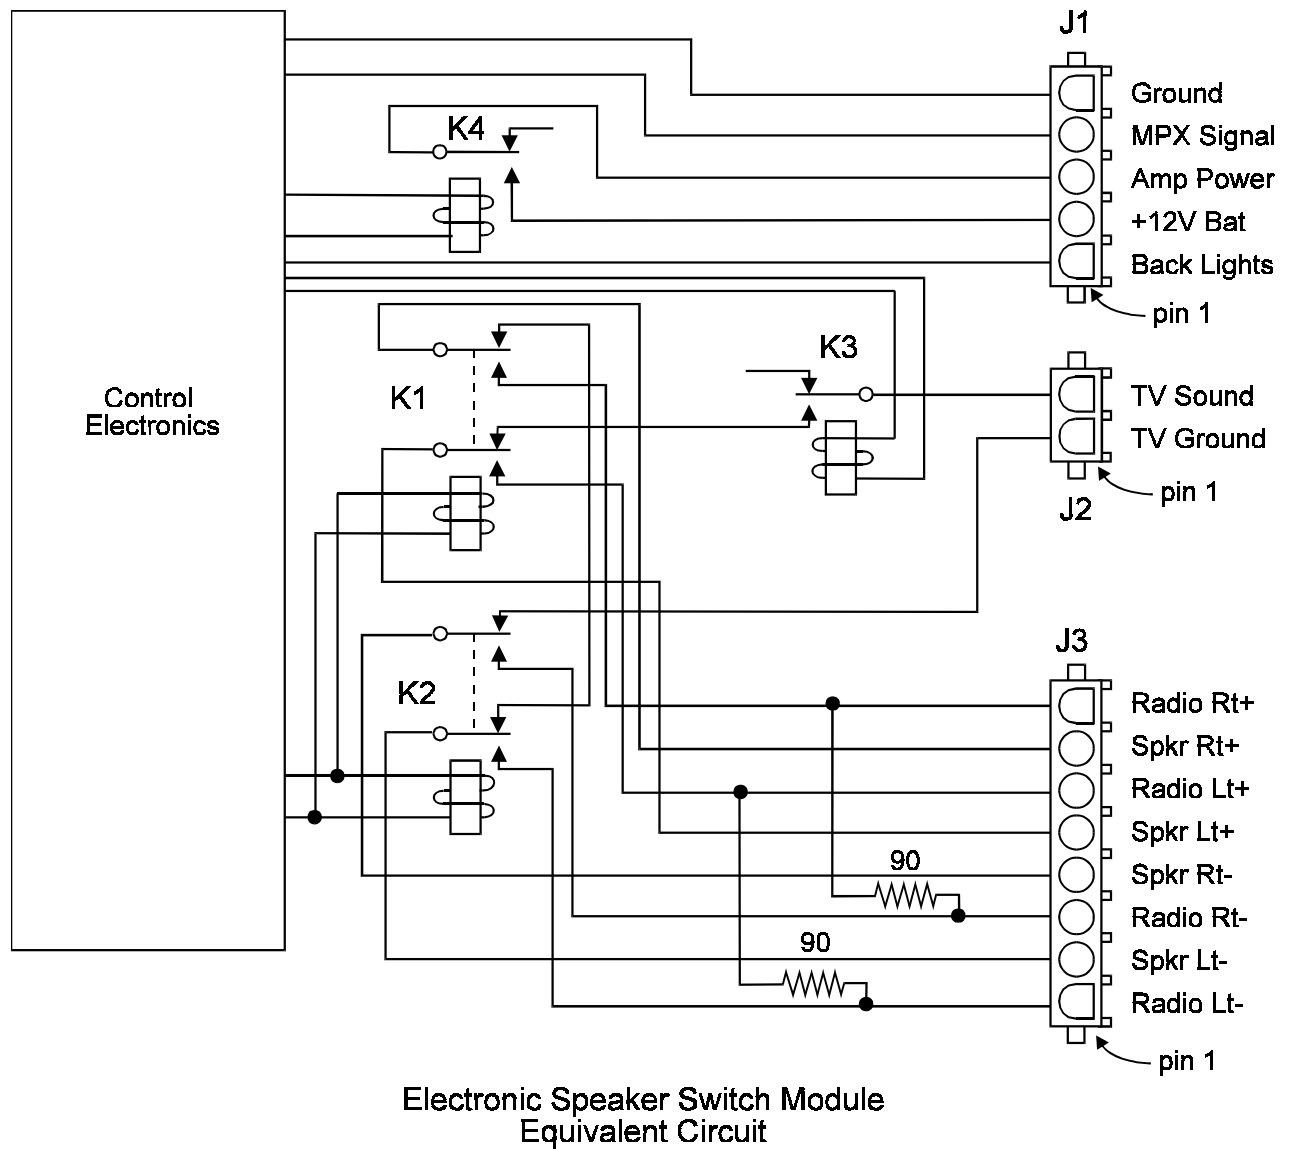 J1
Ground
K4
MPX Signal
Amp Power
+12V Bat
Back Lights
pin 1
K3
Control
Electronics
K1
TV Sound
TV Ground
pin 1
J2
J3
K2
Radio Rt+
Spkr Rt+
Radio Lt+
Spkr Lt+
90
Spkr Rt-
Radio Rt-
90
Spkr Lt-
Radio Lt-
pin 1
Electronic Speaker Switch Module
Equivalent Circuit